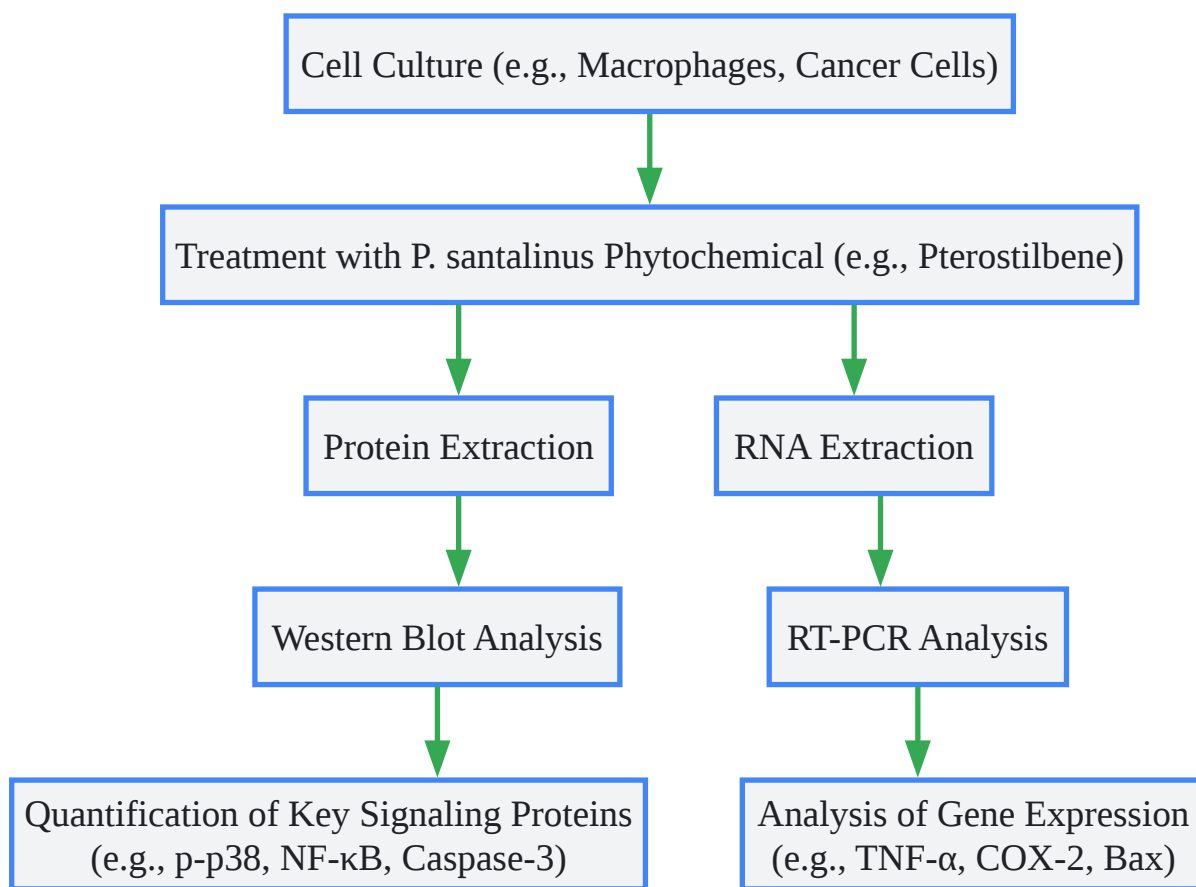 Cell Culture (e.g., Macrophages, Cancer Cells)
Treatment with P. santalinus Phytochemical (e.g., Pterostilbene)
Protein Extraction
RNA Extraction
Western Blot Analysis
RT-PCR Analysis
Quantification of Key Signaling Proteins
(e.g., p-p38, NF-κB, Caspase-3)
Analysis of Gene Expression
(e.g., TNF-α, COX-2, Bax)